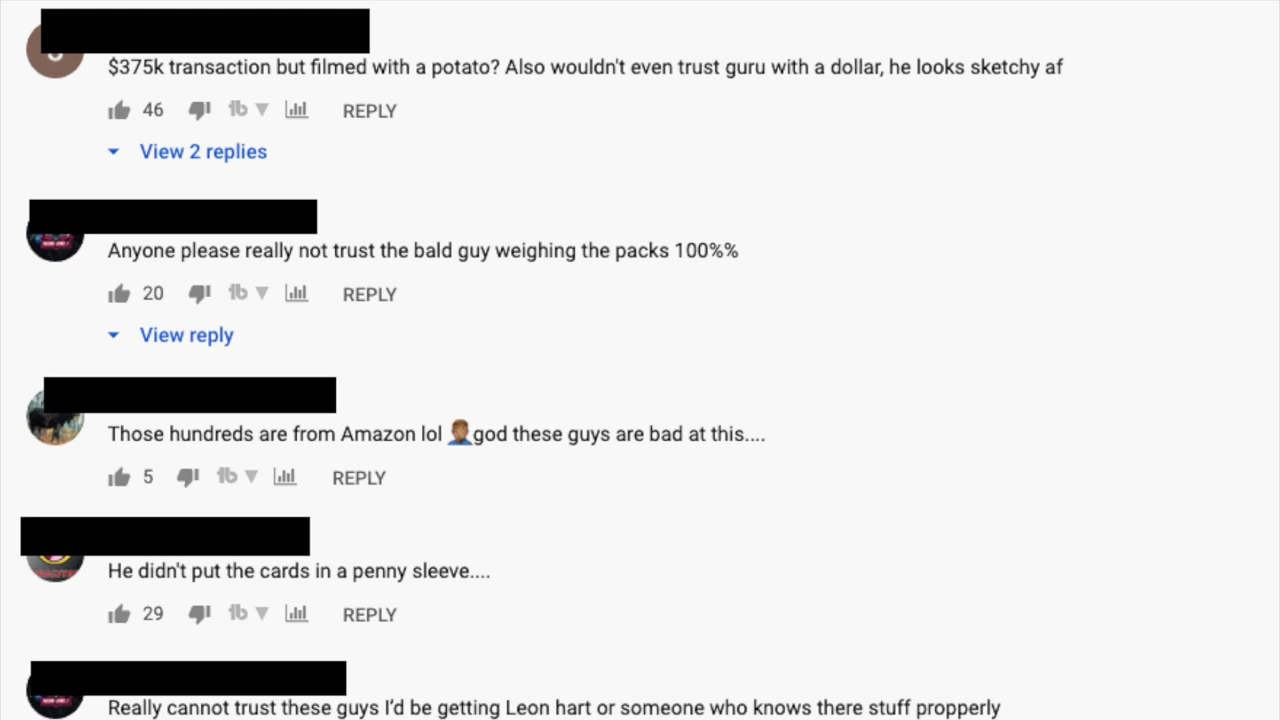 $375k transaction but filmed with a potato? Also wouldn't even trust guru with a dollar, he looks sketchy af
46 REPLY
View 2 replies
Anyone please really not trust the bald guy weighing the packs 100%%
20 REPLY
View reply
Those hundreds are from Amazon lol 🤦🏾‍♂️god these guys are bad at this....
5 REPLY
He didn't put the cards in a penny sleeve....
29 REPLY
Really cannot trust these guys I'd be getting Leon hart or someone who knows there stuff propperly